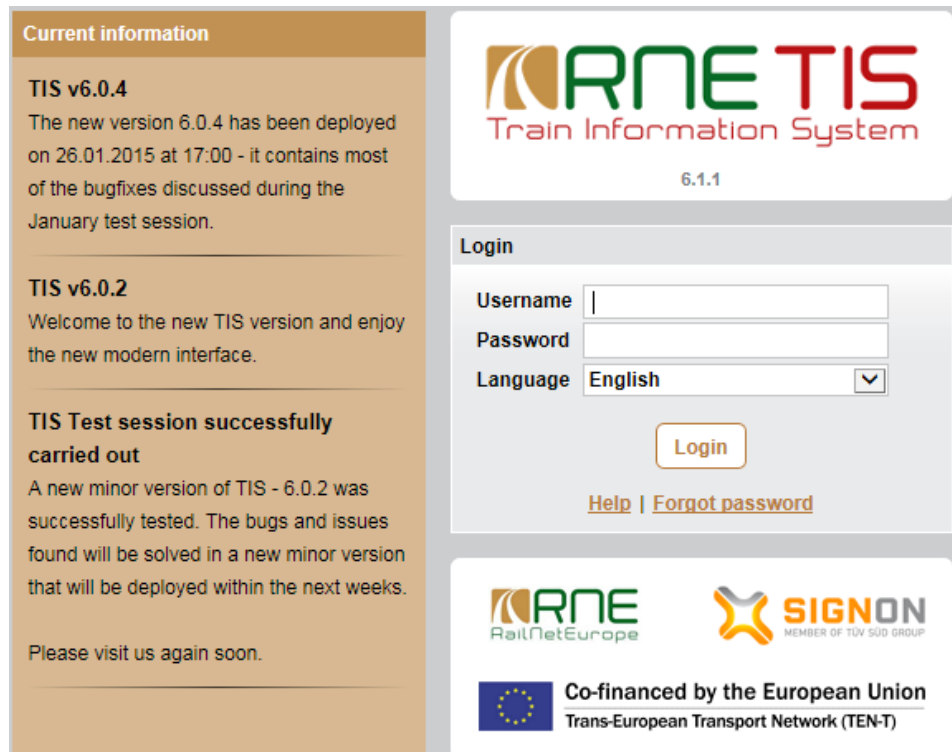 Current information
TIS v6.0.4
The new version 6.0.4 has been deployed
on 26.01.2015 at 17:00 - it contains most
of the bugfixes discussed during the
January test session.
TIS v6.0.2
Welcome to the new TIS version and enjoy
the new modern interface.
TIS Test session successfully
carried out
A new minor version of TIS - 6.0.2 was
successfully tested. The bugs and issues
found will be solved in a new minor version
that will be deployed within the next weeks.
Please visit us again soon.
RNE TIS
Train Information System
6.1.1
Login
Username
Password
Language English
Login
Help | Forgot password
RNE
RailNetEurope
SIGNON
MEMBER OF TÜV SÜD GROUP
Co-financed by the European Union
Trans-European Transport Network (TEN-T)